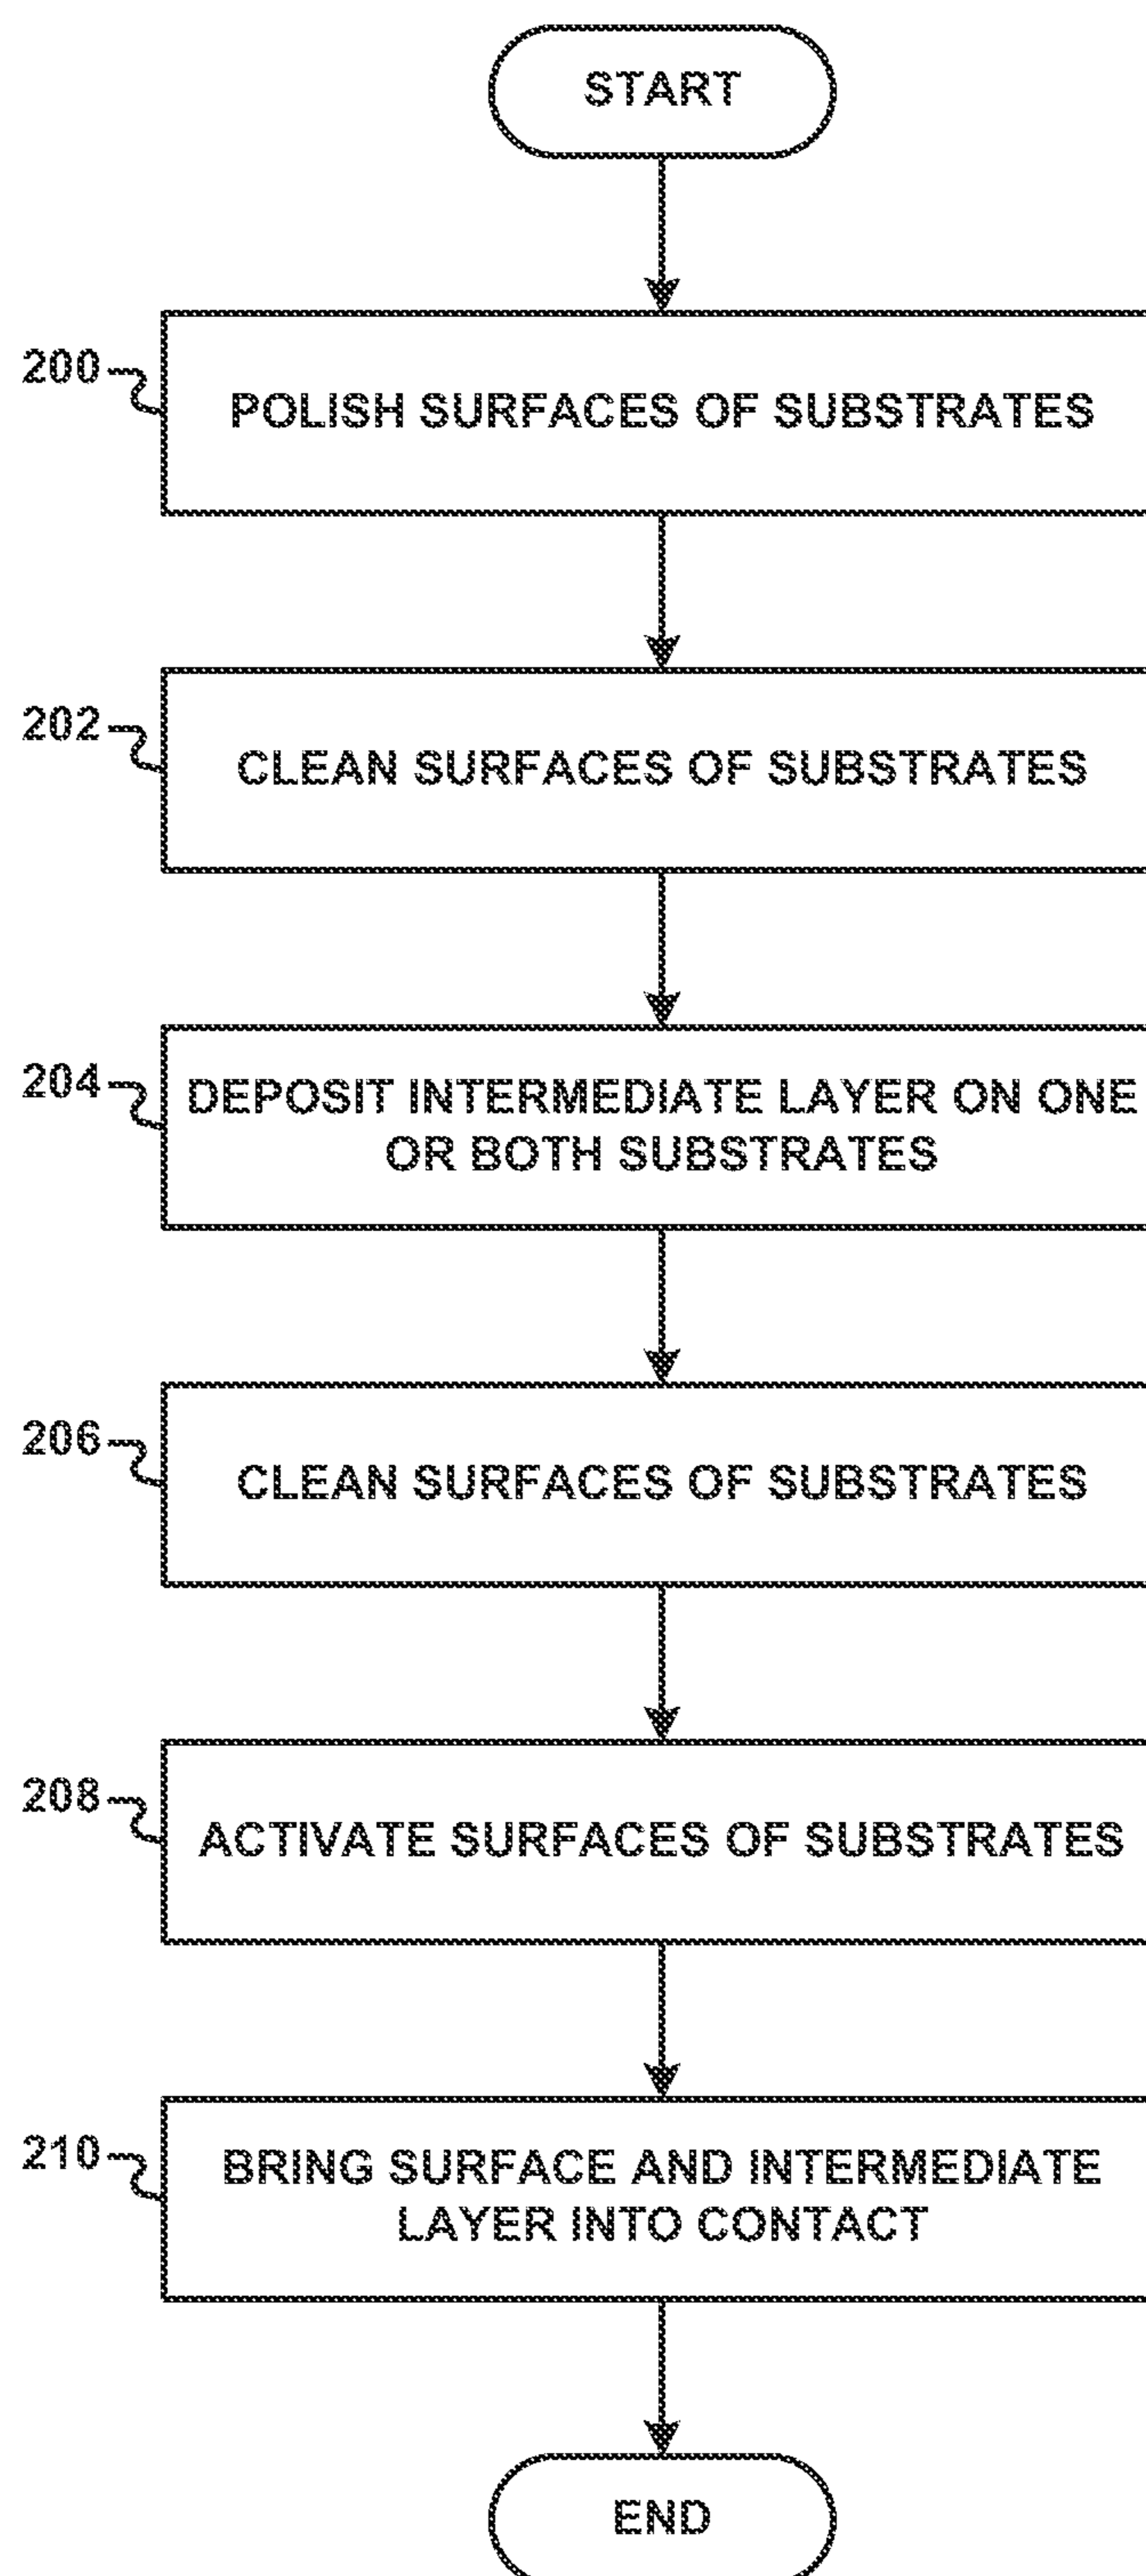 START
200
POLISH SURFACES OF SUBSTRATES
202
CLEAN SURFACES OF SUBSTRATES
204
DEPOSIT INTERMEDIATE LAYER ON ONE
OR BOTH SUBSTRATES
206
CLEAN SURFACES OF SUBSTRATES
208
ACTIVATE SURFACES OF SUBSTRATES
210
BRING SURFACE AND INTERMEDIATE
LAYER INTO CONTACT
END